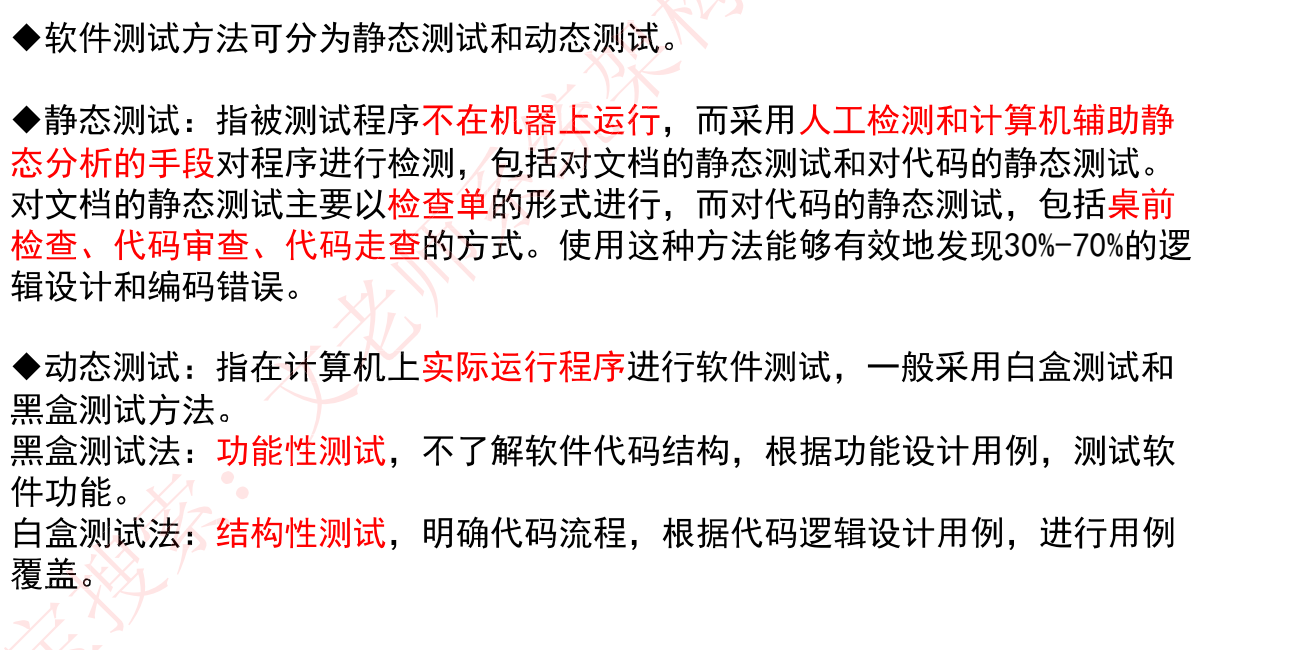 ◆软件测试方法可分为静态测试和动态测试。
◆静态测试：指被测试程序不在机器上运行，而采用人工检测和计算机辅助静
态分析的手段对程序进行检测，包括对文档的静态测试和对代码的静态测试。
对文档的静态测试主要以检查单的形式进行，而对代码的静态测试，包括桌前
检查、代码审查、代码走查的方式。使用这种方法能够有效地发现30%-70%的逻
辑设计和编码错误。
◆动态测试：指在计算机上实际运行程序进行软件测试，一般采用白盒测试和
黑盒测试方法。
黑盒测试法：功能性测试，不了解软件代码结构，根据功能设计用例，测试软
件功能。
白盒测试法：结构性测试，明确代码流程，根据代码逻辑设计用例，进行用例
覆盖。
宝搜索：文老师系统架构